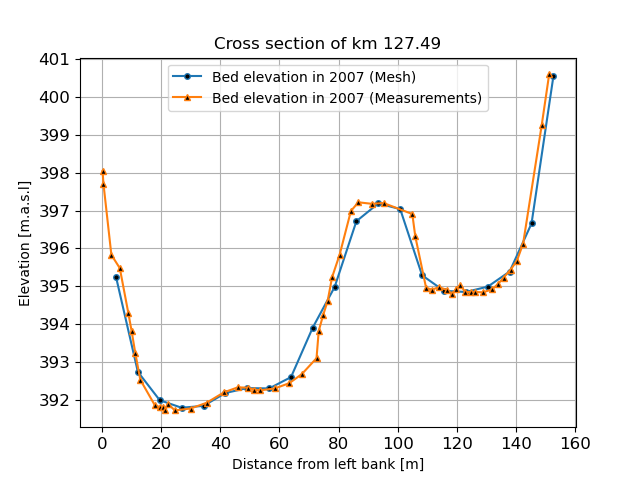 Cross section of km 127.49
Bed elevation in 2007 (Mesh)
Bed elevation in 2007 (Measurements)
Elevation [m.a.s.l]
401
400
399
398
397
396
395
394
393
392
0 20 40 60 80 100 120 140 160
Distance from left bank [m]